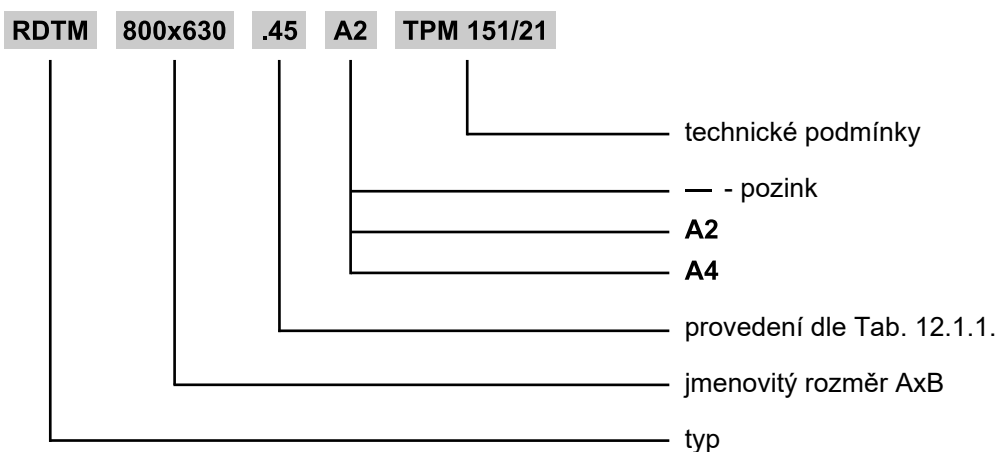 RDTM 800x630 .45 A2 TPM 151/21
technické podmínky
— - pozink
A2
A4
provedení dle Tab. 12.1.1.
jmenovitý rozměr AxB
typ